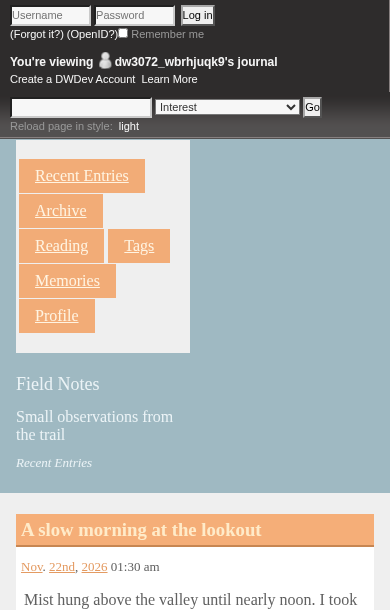 Username Password Log in
(Forgot it?) (OpenID?) Remember me
You're viewing dw3072_wbrhjuqk9's journal
Create a DWDev Account Learn More
Interest Go
Reload page in style: light
Recent Entries
Archive
Reading Tags
Memories
Profile
Field Notes
Small observations from
the trail
Recent Entries
A slow morning at the lookout
Nov. 22nd, 2026 01:30 am
Mist hung above the valley until nearly noon. I took